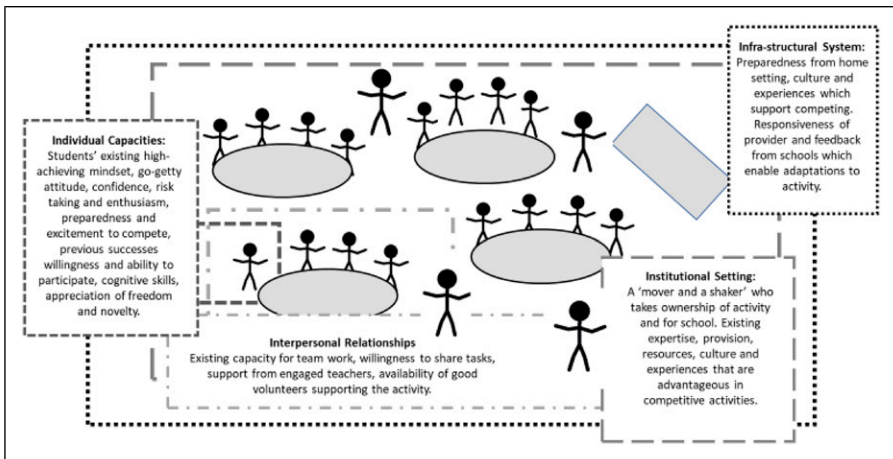 Infra-structural System:
Preparedness from home
setting, culture and
experiences which
support competing.
Responsiveness of
provider and feedback
from schools which
enable adaptations to
activity.
Individual Capacities:
Students' existing high-
achieving mindset, go-getty
attitude, confidence, risk
taking and enthusiasm,
preparedness and
excitement to compete,
previous successes
willingness and ability to
participate, cognitive skills,
appreciation of freedom
and novelty.
Interpersonal Relationships
Existing capacity for team work, willingness to share tasks,
support from engaged teachers, availability of good
volunteers supporting the activity.
Institutional Setting:
A 'mover and a shaker' who
takes ownership of activity
and for school. Existing
expertise, provision,
resources, culture and
experiences that are
advantageous in
competitive activities.